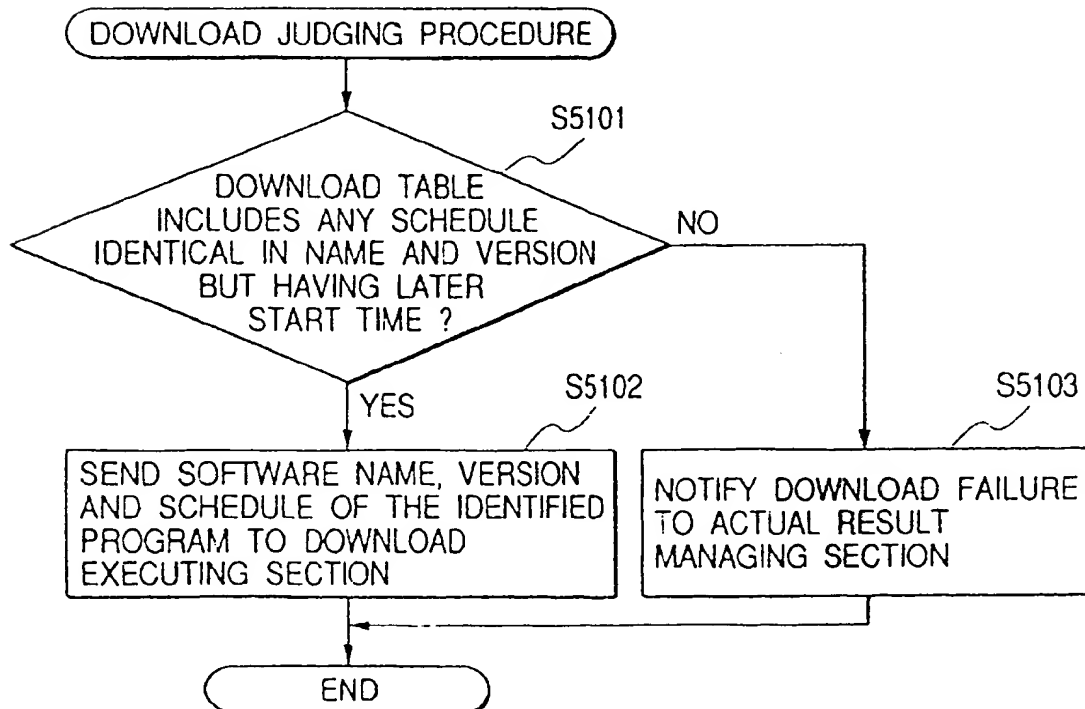 DOWNLOAD JUDGING PROCEDURE
S5101
DOWNLOAD TABLE
INCLUDES ANY SCHEDULE
IDENTICAL IN NAME AND VERSION
BUT HAVING LATER
START TIME ?
NO
YES
S5102
SEND SOFTWARE NAME, VERSION
AND SCHEDULE OF THE IDENTIFIED
PROGRAM TO DOWNLOAD
EXECUTING SECTION
S5103
NOTIFY DOWNLOAD FAILURE
TO ACTUAL RESULT
MANAGING SECTION
END